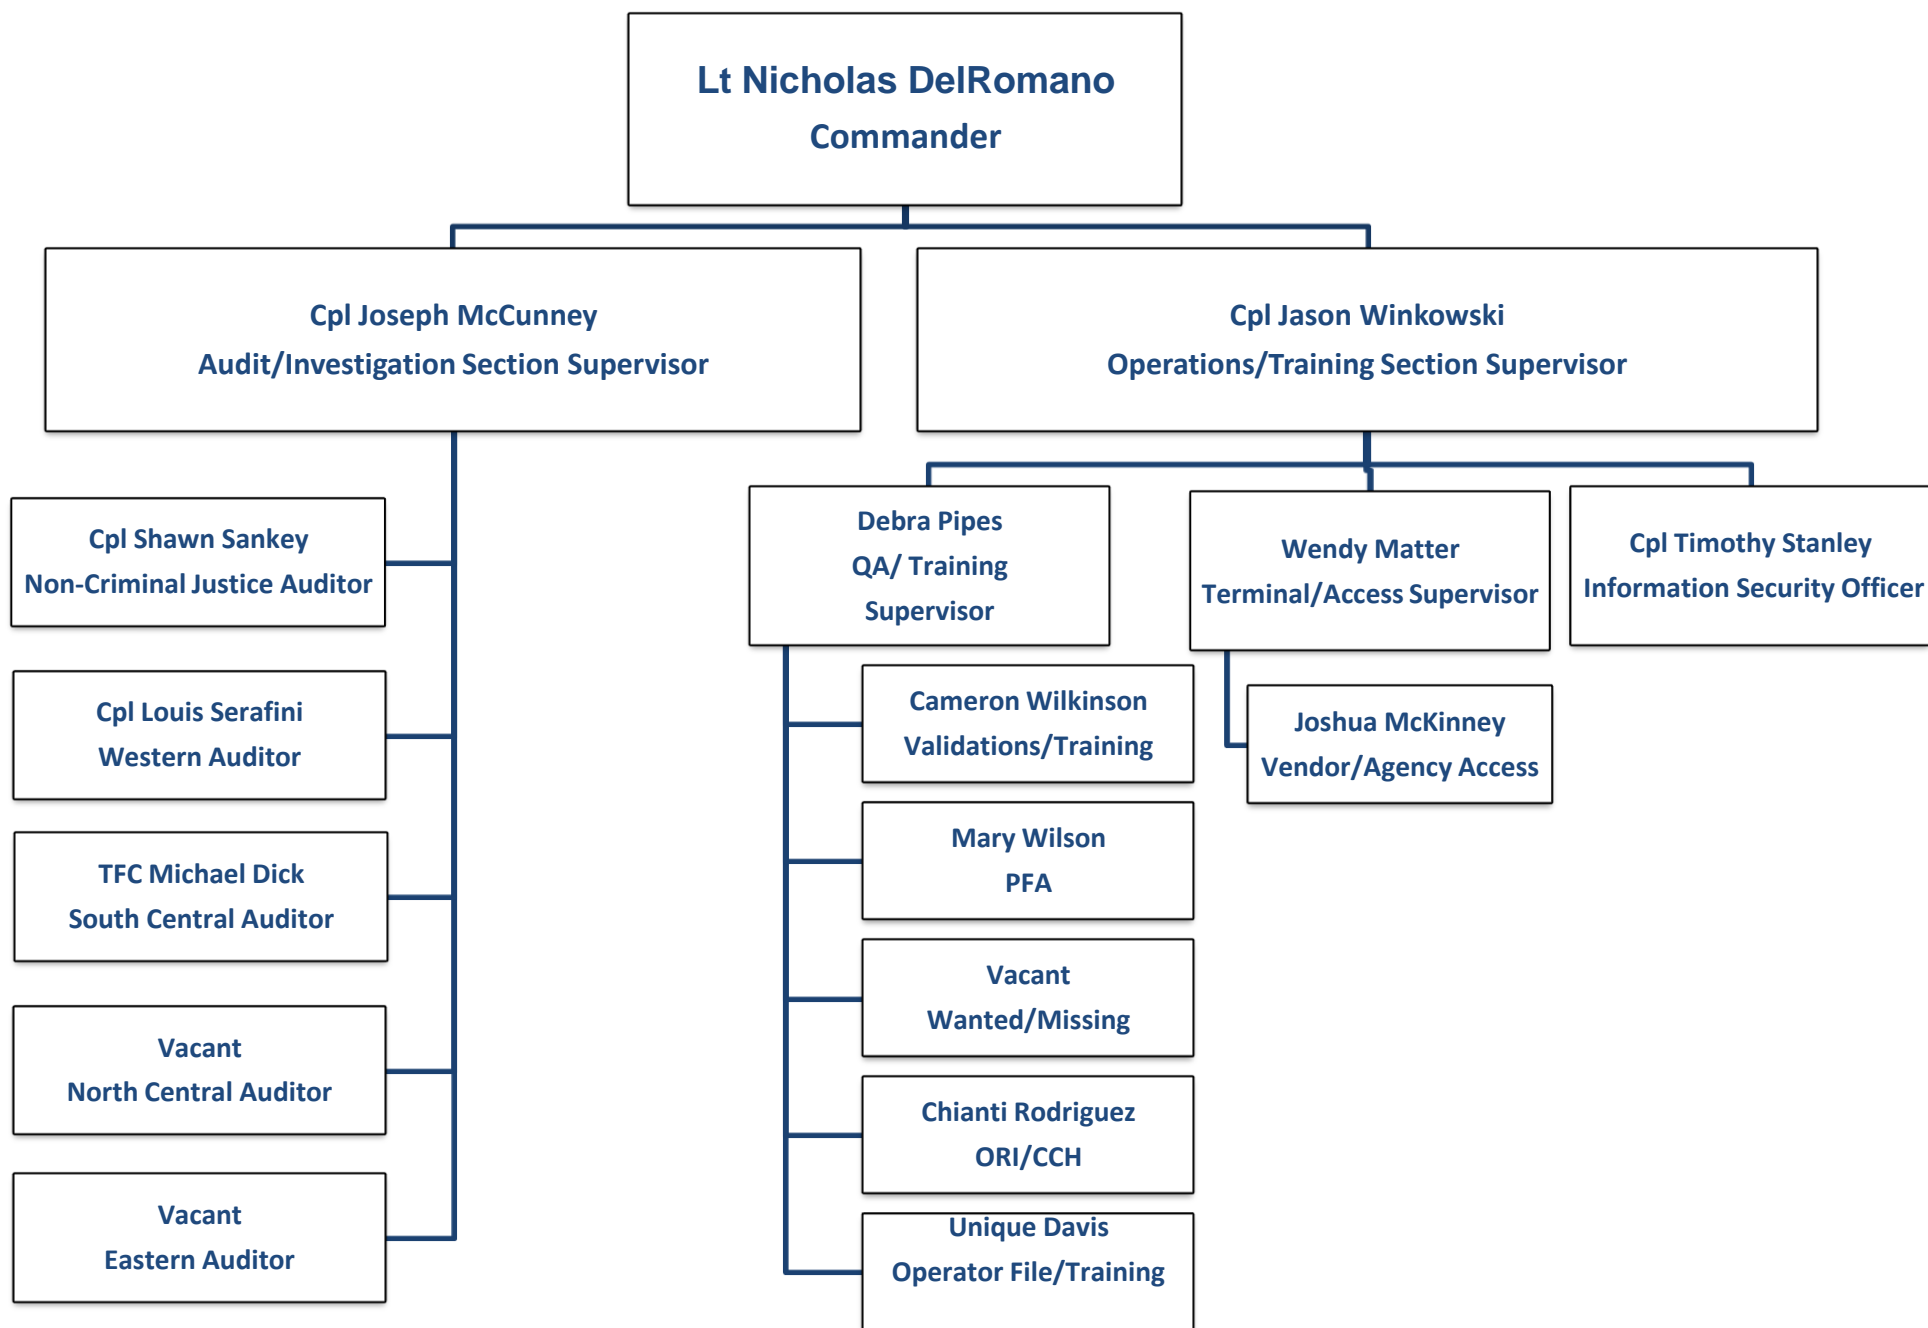 Lt Nicholas DelRomano
Commander
Cpl Joseph McCunney
Audit/Investigation Section Supervisor
Cpl Jason Winkowski
Operations/Training Section Supervisor
Cpl Shawn Sankey
Non-Criminal Justice Auditor
Cpl Louis Serafini
Western Auditor
TFC Michael Dick
South Central Auditor
Vacant
North Central Auditor
Vacant
Eastern Auditor
Debra Pipes
QA/ Training
Supervisor
Cameron Wilkinson
Validations/Training
Mary Wilson
PFA
Vacant
Wanted/Missing
Chianti Rodriguez
ORI/CCH
Unique Davis
Operator File/Training
Wendy Matter
Terminal/Access Supervisor
Joshua McKinney
Vendor/Agency Access
Cpl Timothy Stanley
Information Security Officer